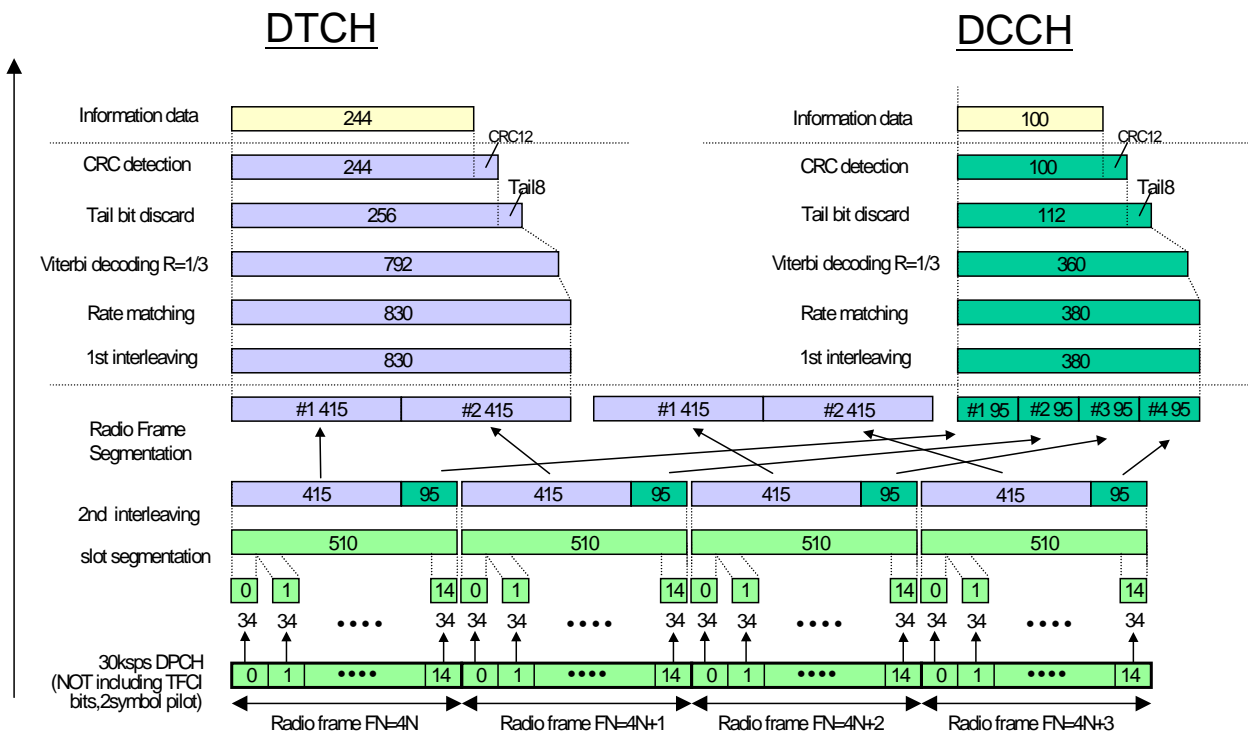 DTCH DCCH
Information data 244 Information data 100
CRC12 CRC12
CRC detection 244 CRC detection 100
Tail8 Tail8
Tail bit discard 256 Tail bit discard 112
Viterbi decoding R=1/3 792 Viterbi decoding R=1/3 360
Rate matching 830 Rate matching 380
1st interleaving 830 1st interleaving 380
#1 415 #2 415 #1 415 #2 415 #1 95 #2 95 #3 95 #4 95
Radio Frame
Segmentation
415 95 415 95 415 95 415 95
2nd interleaving
slot segmentation 510 510 510 510
0 1 14 0 1 14 0 1 14 0 1 14
34 34 •••• 34 34 34 •••• 34 34 34 •••• 34 34 34 •••• 34
30ksps DPCH
(NOT including TFCI
bits,2symbol pilot)
0 1 •••• 14 0 1 •••• 14 0 1 •••• 14 0 1 •••• 14
Radio frame FN=4N Radio frame FN=4N+1 Radio frame FN=4N+2 Radio frame FN=4N+3